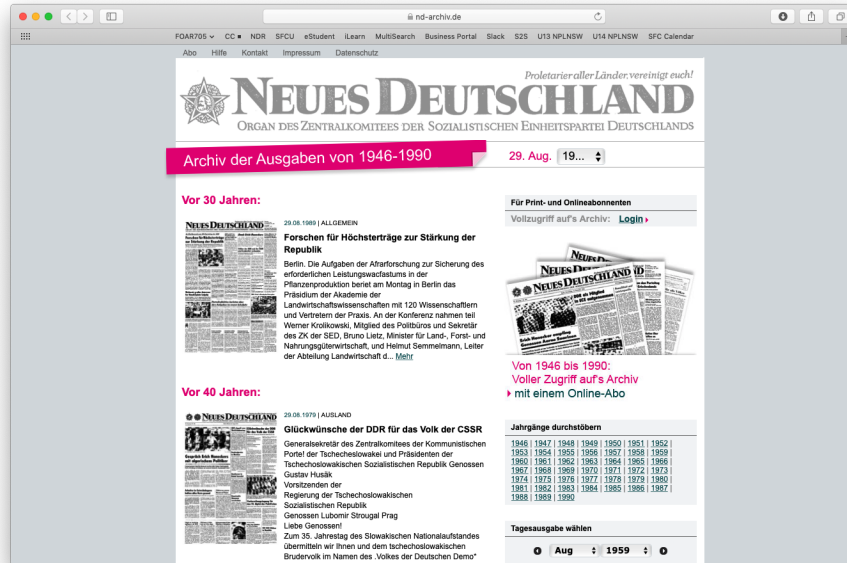 nd-archiv.de
FOAR705 CC NDR SFCU eStudent iLearn MultiSearch Business Portal Slack S2S U13 NPLNSW U14 NPLNSW SFC Calendar
Abo Hilfe Kontakt Impressum Datenschutz
Proletarier aller Länder, vereinigt euch!
NEUES DEUTSCHLAND
ORGAN DES ZENTRALKOMITEES DER SOZIALISTISCHEN EINHEITSPARTEI DEUTSCHLANDS
Archiv der Ausgaben von 1946-1990
29. Aug. 19...
Vor 30 Jahren:
NEUES DEUTSCHLAND
29.08.1989 | ALLGEMEIN
Forschen für Höchsterträge zur Stärkung der
Republik
Berlin. Die Aufgaben der Afrarforschung zur Sicherung des
erforderlichen Leistungswacfastums in der
Pflanzenproduktion beriet am Montag in Berlin das
Präsidium der Akademie der
Landwirtschaftswissenschaften mit 120 Wissenschaftlern
und Vertretern der Praxis. An der Konferenz nahmen teil
Werner Krolikowski, Mitglied des Politbüros und Sekretär
des ZK der SED, Bruno Lietz, Minister für Land-, Forst- und
Nahrungsgüterwirtschaft, und Helmut Semmelmann, Leiter
der Abteilung Landwirtschaft d... Mehr
Vor 40 Jahren:
NEUES DEUTSCHLAND
29.08.1979 | AUSLAND
Glückwünsche der DDR für das Volk der CSSR
Generalsekretär des Zentralkomitees der Kommunistischen
Porte! der Tschecheslowakei und Präsidenten der
Tschechoslowakischen Sozialistischen Republik Genossen
Gustav Husäk
Vorsitzenden der
Regierung der Tschechoslowakischen
Sozialistischen Republik
Genossen Lubomir Strougal Prag
Liebe Genossen!
Zum 35. Jahrestag des Slowakischen Nationalaufstandes
übermitteln wir Ihnen und dem tschechoslowakischen
Brudervolk im Namen des .Volkes der Deutschen Demo"
Für Print- und Onlineabonnenten
Vollzugriff auf's Archiv: Login
NEUES DEUTSCHLAND
Von 1946 bis 1990:
Voller Zugriff auf's Archiv
mit einem Online-Abo
Jahrgänge durchstöbern
1946 | 1947 | 1948 | 1949 | 1950 | 1951 | 1952 |
1953 | 1954 | 1955 | 1956 | 1957 | 1958 | 1959 |
1960 | 1961 | 1962 | 1963 | 1964 | 1965 | 1966 |
1967 | 1968 | 1969 | 1970 | 1971 | 1972 | 1973 |
1974 | 1975 | 1976 | 1977 | 1978 | 1979 | 1980 |
1981 | 1982 | 1983 | 1984 | 1985 | 1986 | 1987 |
1988 | 1989 | 1990
Tagesausgabe wählen
Aug 1959